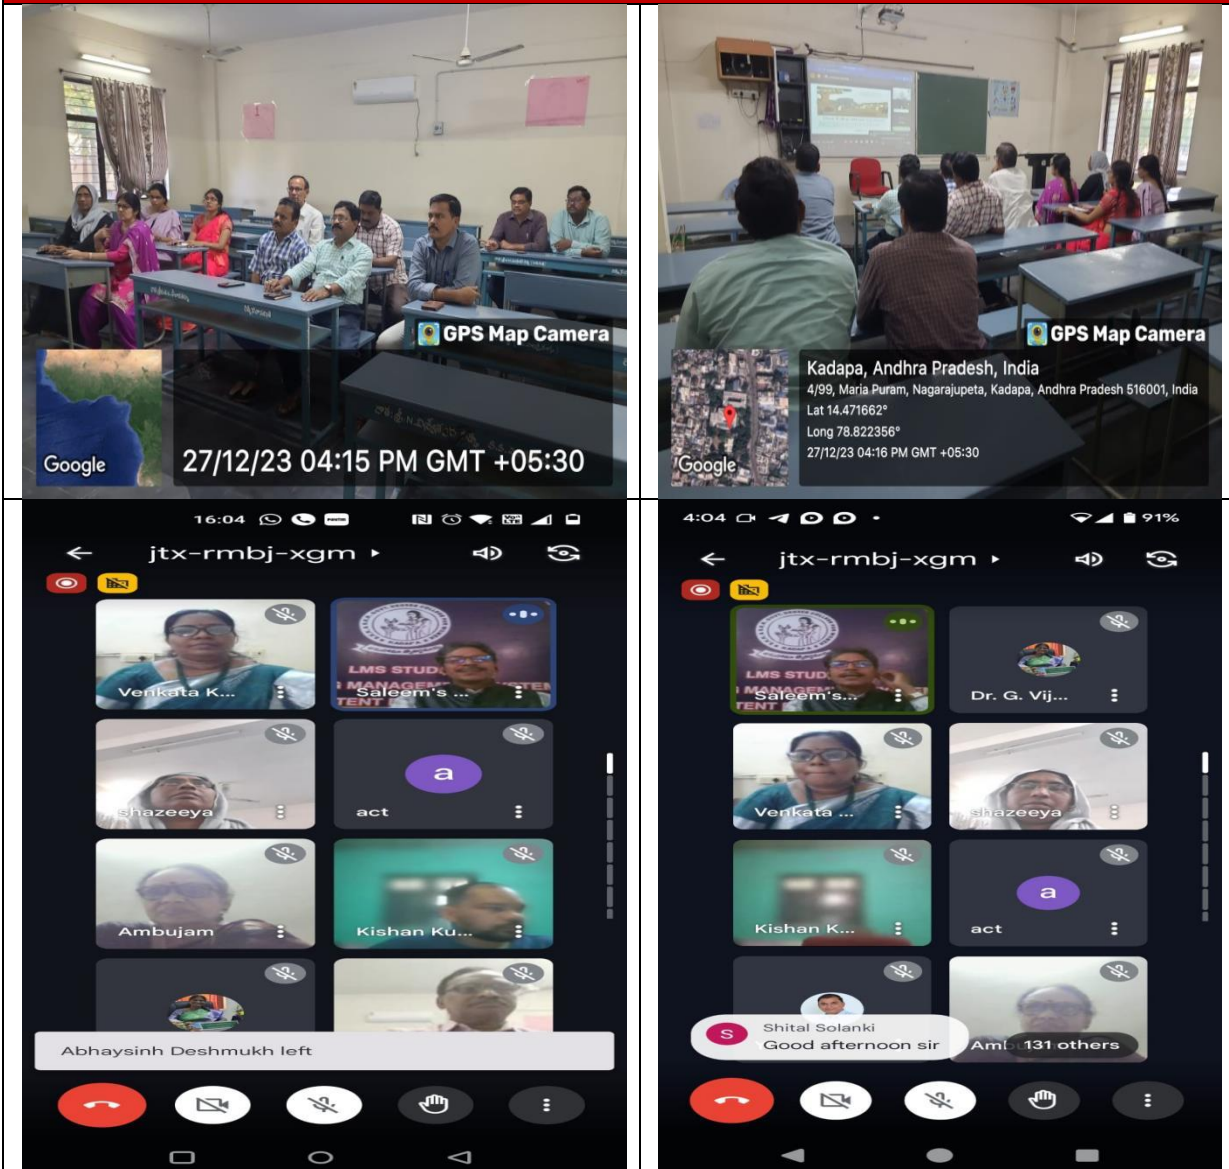 GPS Map Camera
Google
27/12/23 04:15 PM GMT +05:30
GPS Map Camera
Kadapa, Andhra Pradesh, India
4/99, Maria Puram, Nagarajupeta, Kadapa, Andhra Pradesh 516001, India
Lat 14.471662°
Long 78.822356°
27/12/23 04:16 PM GMT +05:30
Google
16:04
jtx-rmbj-xgm
LMS STUD
Venkata K...
Saleem's ...
shazeeya
a
act
Ambujam
Kishan Ku...
Abhaysinh Deshmukh left
4:04
91%
jtx-rmbj-xgm
LMS STUD
Saleem's...
Dr. G. Vij...
Venkata ...
shazeeya
Kishan K...
a
act
S
Shital Solanki
Good afternoon sir
Am
131 others